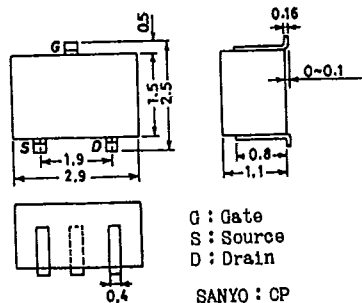 0.5
G
1.5
2.5
S
D
1.9
2.9
0.16
0~0.1
0.8
1.1
0.4
G : Gate
S : Source
D : Drain
SANYO : CP